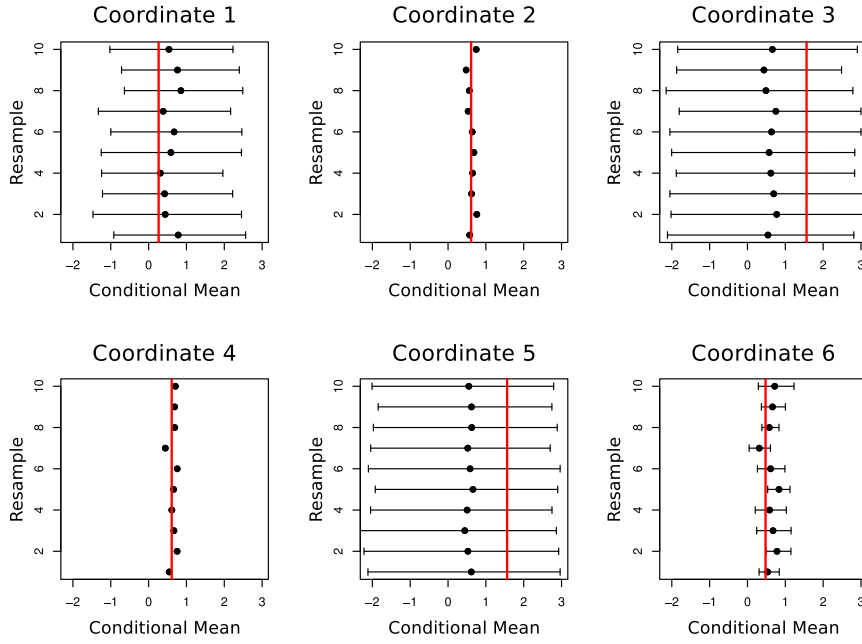 Coordinate 1
Resample
10
8
6
4
2
−2 −1 0 1 2 3
Conditional Mean
Coordinate 2
Resample
10
8
6
4
2
−2 −1 0 1 2 3
Conditional Mean
Coordinate 3
Resample
10
8
6
4
2
−2 −1 0 1 2 3
Conditional Mean
Coordinate 4
Resample
10
8
6
4
2
−2 −1 0 1 2 3
Conditional Mean
Coordinate 5
Resample
10
8
6
4
2
−2 −1 0 1 2 3
Conditional Mean
Coordinate 6
Resample
10
8
6
4
2
−2 −1 0 1 2 3
Conditional Mean